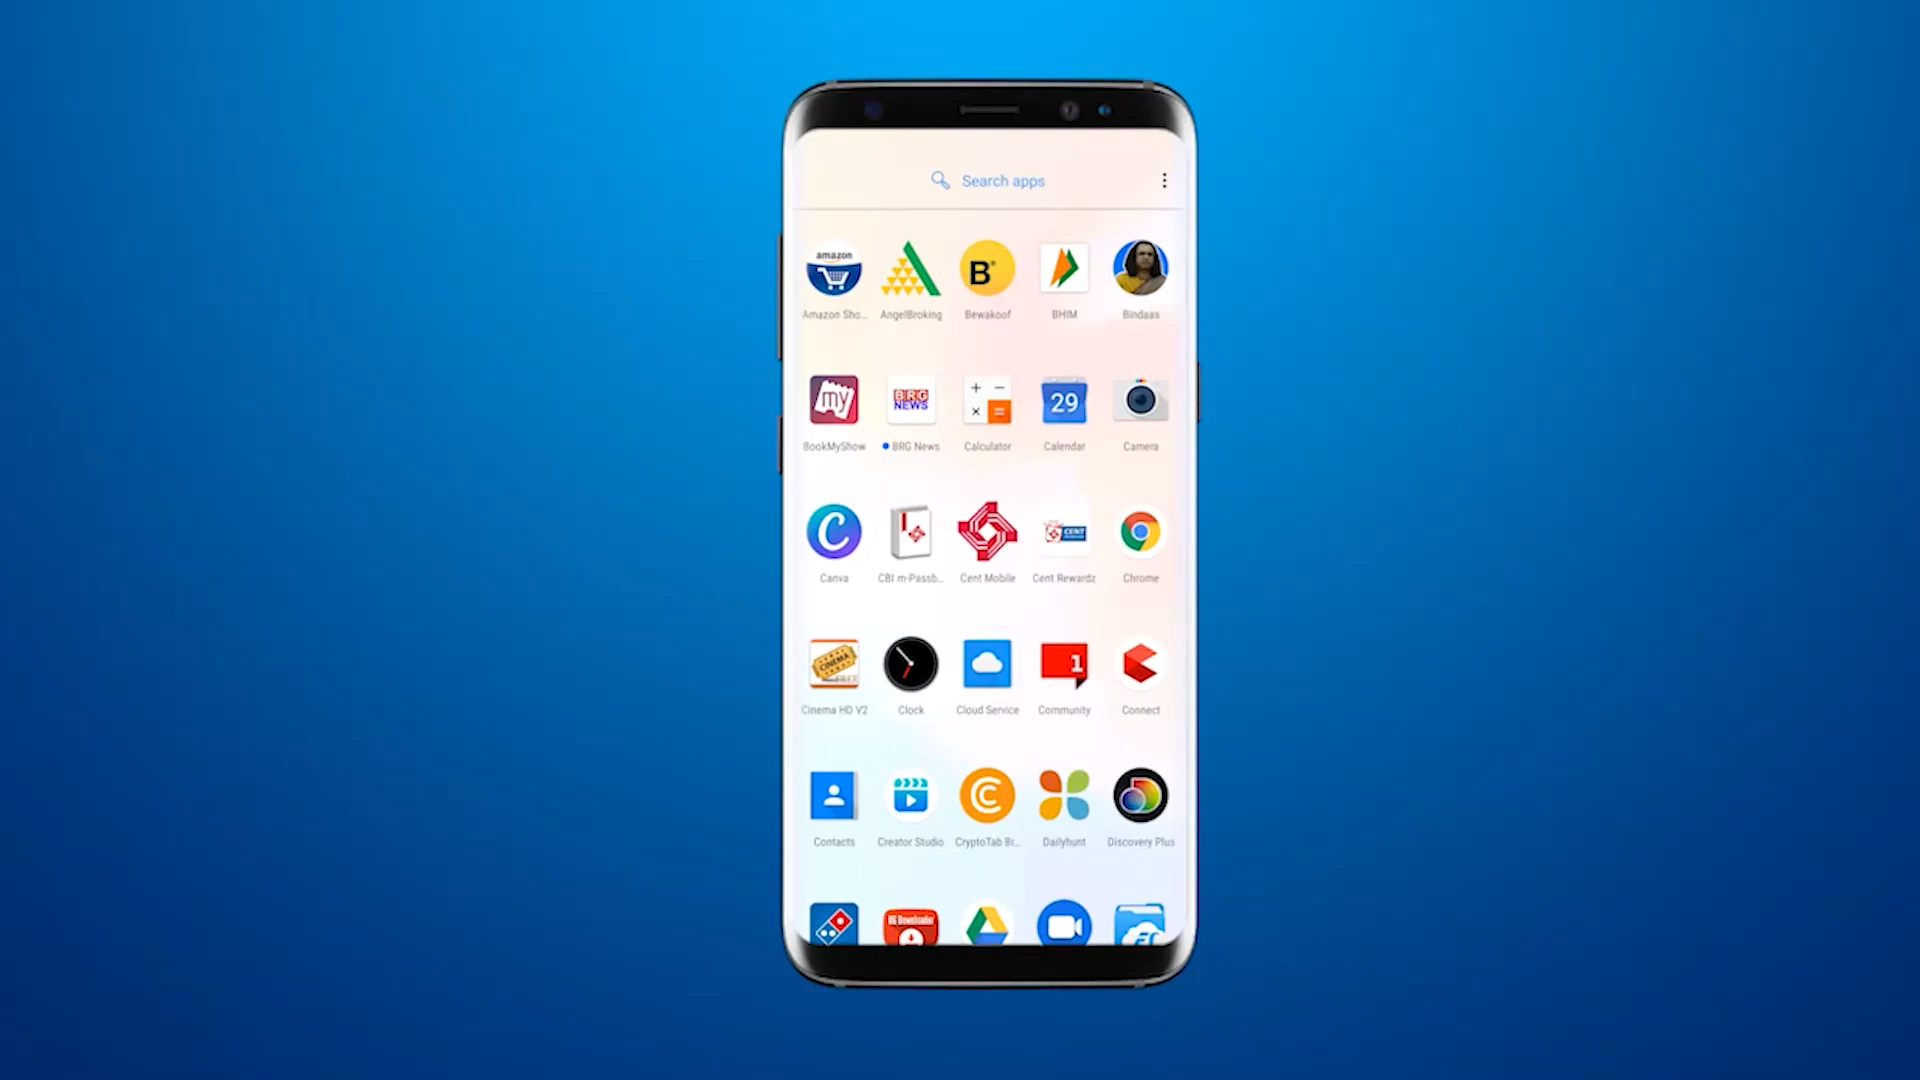 Search apps
amazon
B
Amazon Sho...
AngelBroking
Bewakoof
BHIM
Bindaas
my
BRG
NEWS
29
BookMyShow
BRG News
Calculator
Calendar
Camera
C
CENT
Canva
CBI m-Passb...
Cent Mobile
Cent Rewardz
Chrome
CINEMA
1
Cinema HD V2
Clock
Cloud Service
Community
Connect
Contacts
Creator Studio
CryptoTab Br...
Dailyhunt
Discovery Plus